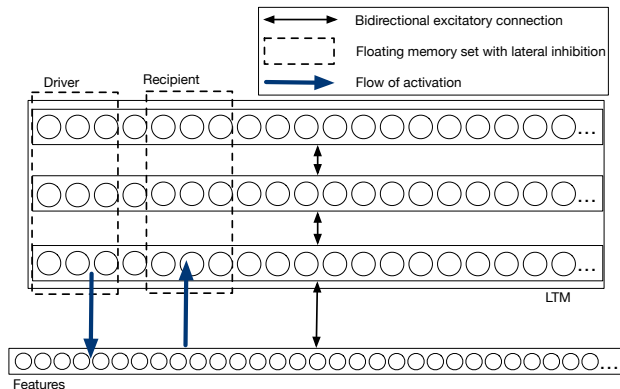 Bidirectional excitatory connection
Floating memory set with lateral inhibition
Flow of activation
Driver
Recipient
...
...
...
LTM
...
Features